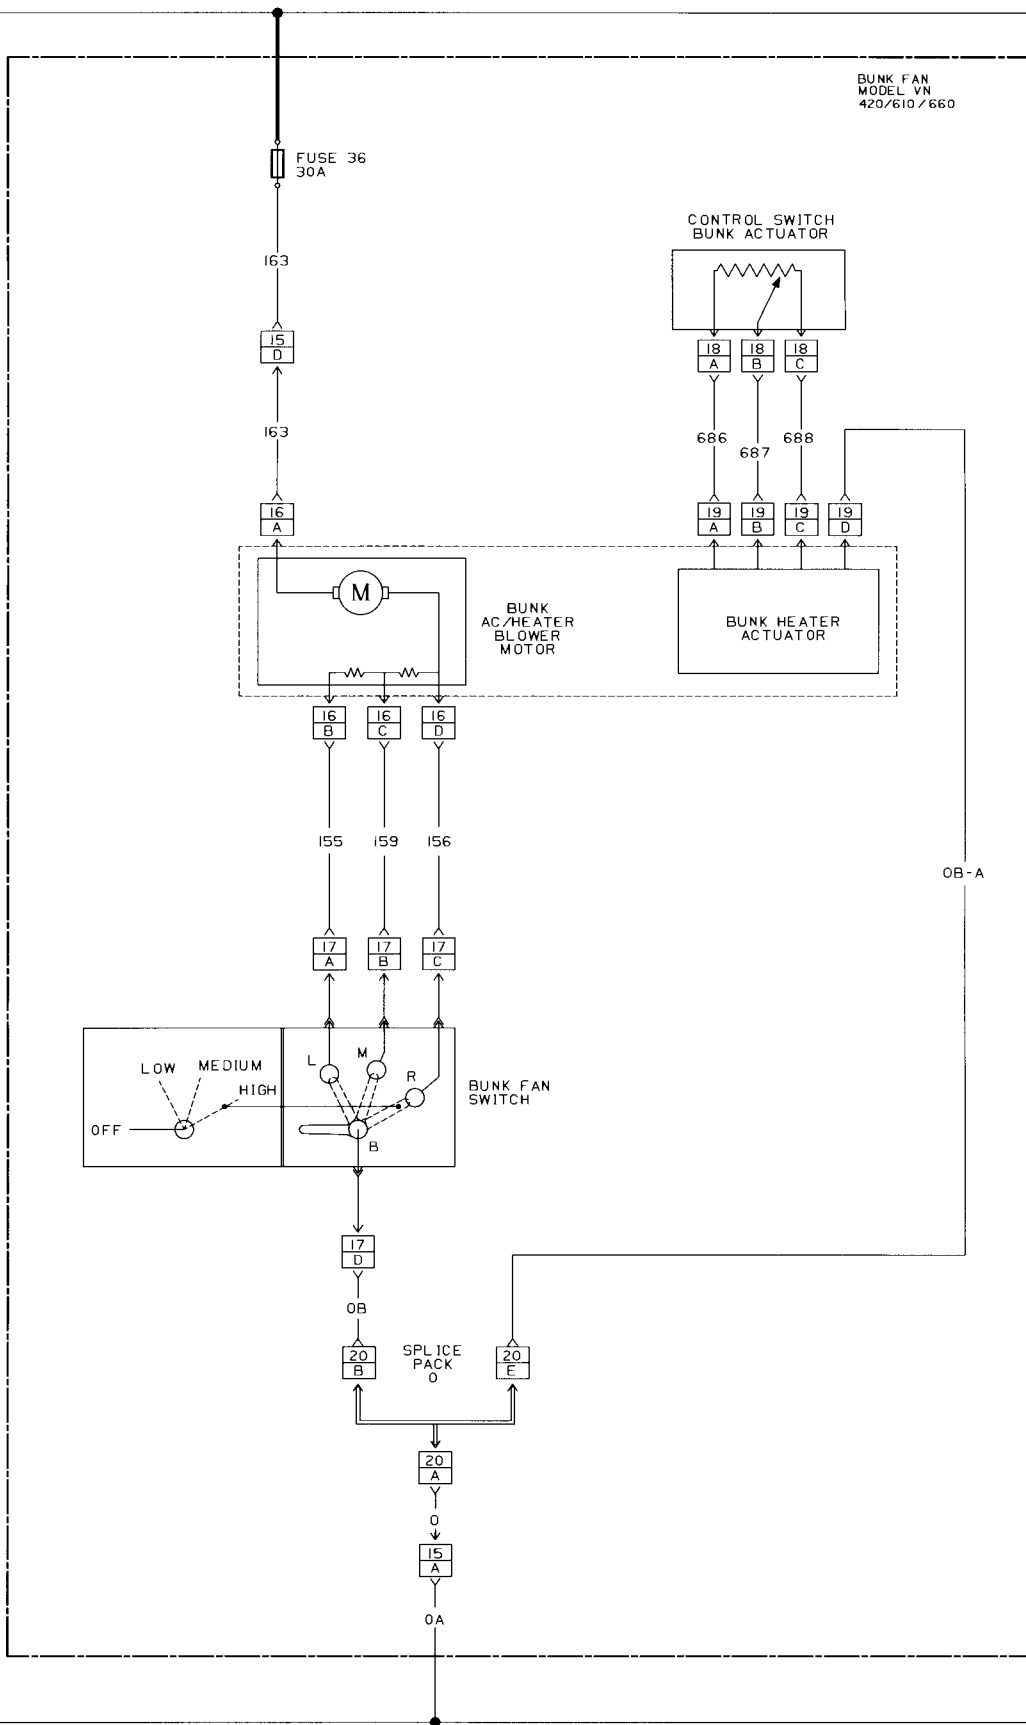 BUNK FAN
MODEL VN
420/610/660
FUSE 36
30A
163
CONTROL SWITCH
BUNK ACTUATOR
15
D
18
A
18
B
18
C
163
686
687
688
16
A
19
A
19
B
19
C
19
D
M
BUNK
AC/HEATER
BLOWER
MOTOR
BUNK HEATER
ACTUATOR
16
B
16
C
16
D
155
159
156
OB-A
17
A
17
B
17
C
LOW
MEDIUM
HIGH
OFF
L
M
R
B
BUNK FAN
SWITCH
17
D
OB
20
B
SPLICE
PACK
0
20
E
20
A
0
15
A
OA